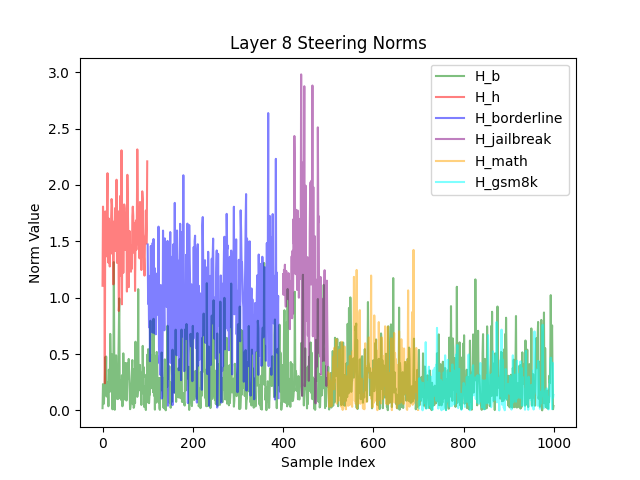 Layer 8 Steering Norms
Norm Value
3.0
2.5
2.0
1.5
1.0
0.5
0.0
H_b
H_h
H_borderline
H_jailbreak
H_math
H_gsm8k
0 200 400 600 800 1000
Sample Index